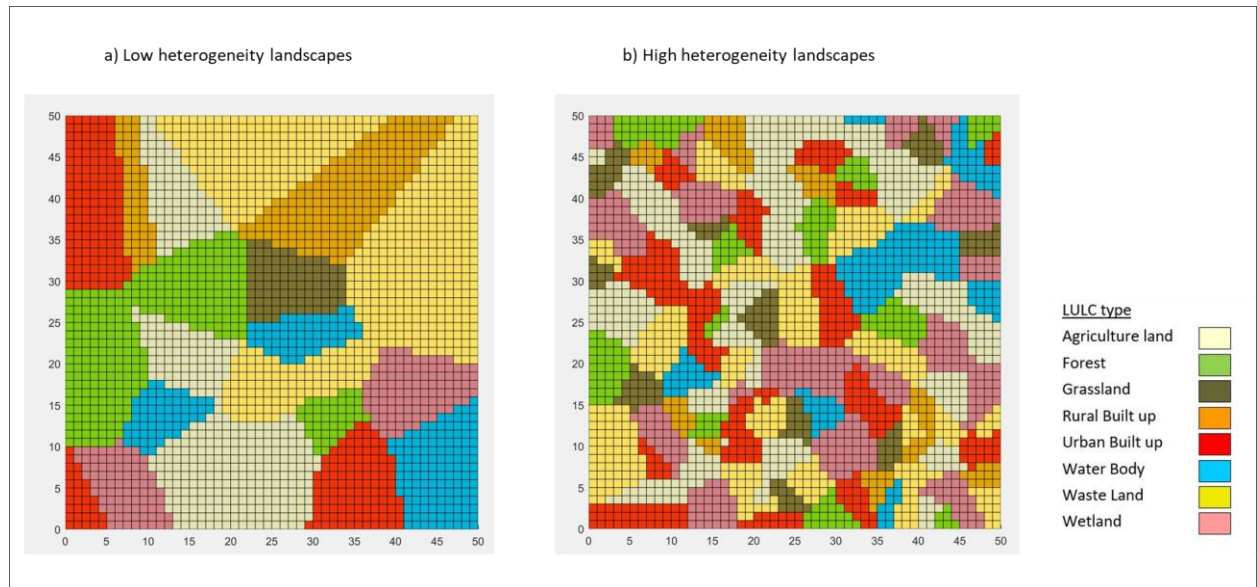 a) Low heterogeneity landscapes
b) High heterogeneity landscapes
50
45
40
35
30
25
20
15
10
5
0
0 5 10 15 20 25 30 35 40 45 50
50
45
40
35
30
25
20
15
10
5
0
0 5 10 15 20 25 30 35 40 45 50
LULC type
Agriculture land
Forest
Grassland
Rural Built up
Urban Built up
Water Body
Waste Land
Wetland